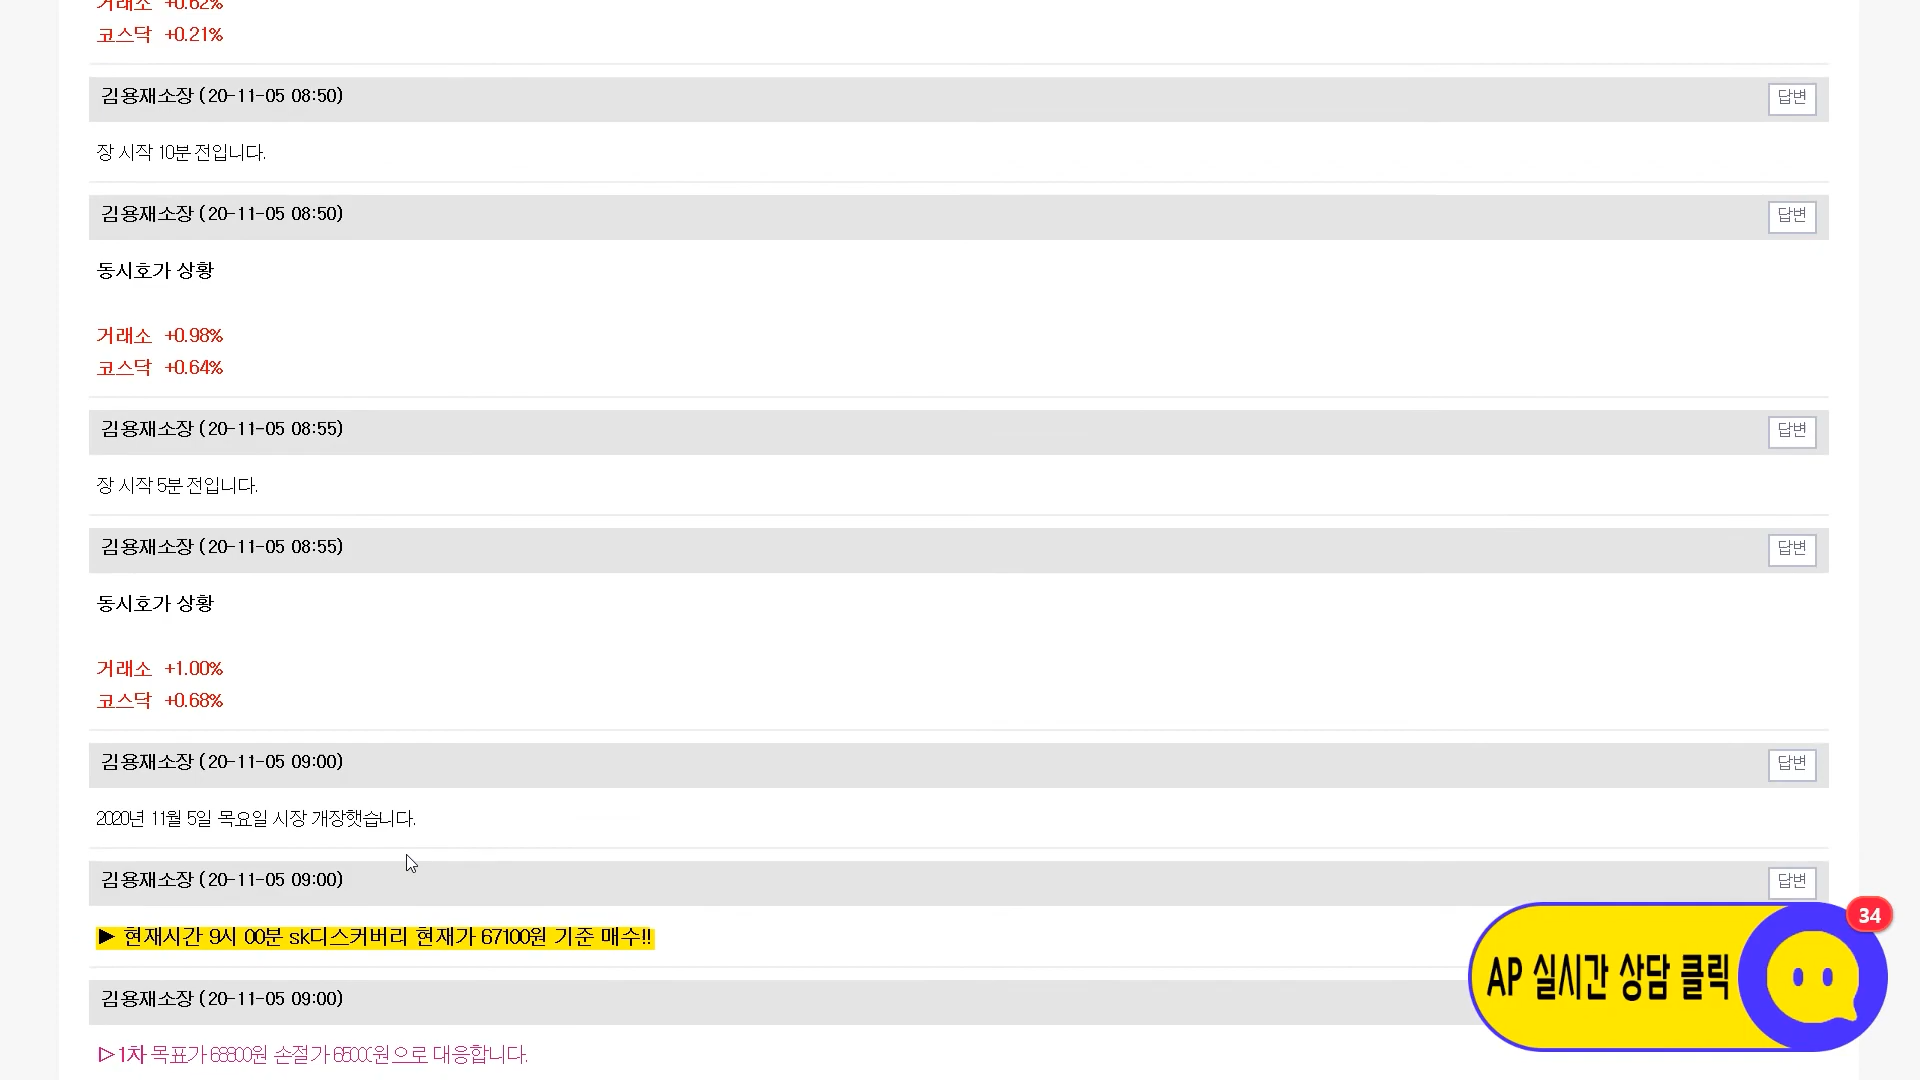 거래소 +0.62%
코스닥 +0.21%
김용재소장 (20-11-05 08:50)
답변
장 시작 10분 전입니다.
김용재소장 (20-11-05 08:50)
답변
동시호가 상황
거래소 +0.98%
코스닥 +0.64%
김용재소장 (20-11-05 08:55)
답변
장 시작 5분 전입니다.
김용재소장 (20-11-05 08:55)
답변
동시호가 상황
거래소 +1.00%
코스닥 +0.68%
김용재소장 (20-11-05 09:00)
답변
2020년 11월 5일 목요일 시장 개장햇습니다.
김용재소장 (20-11-05 09:00)
답변
▶ 현재시간 9시 00분 sk디스커버리 현재가 67100원 기준 매수!!
34
AP 실시간 상담 클릭
김용재소장 (20-11-05 09:00)
▷1차 목표가 68800원 손절가 65000원으로 대응합니다.